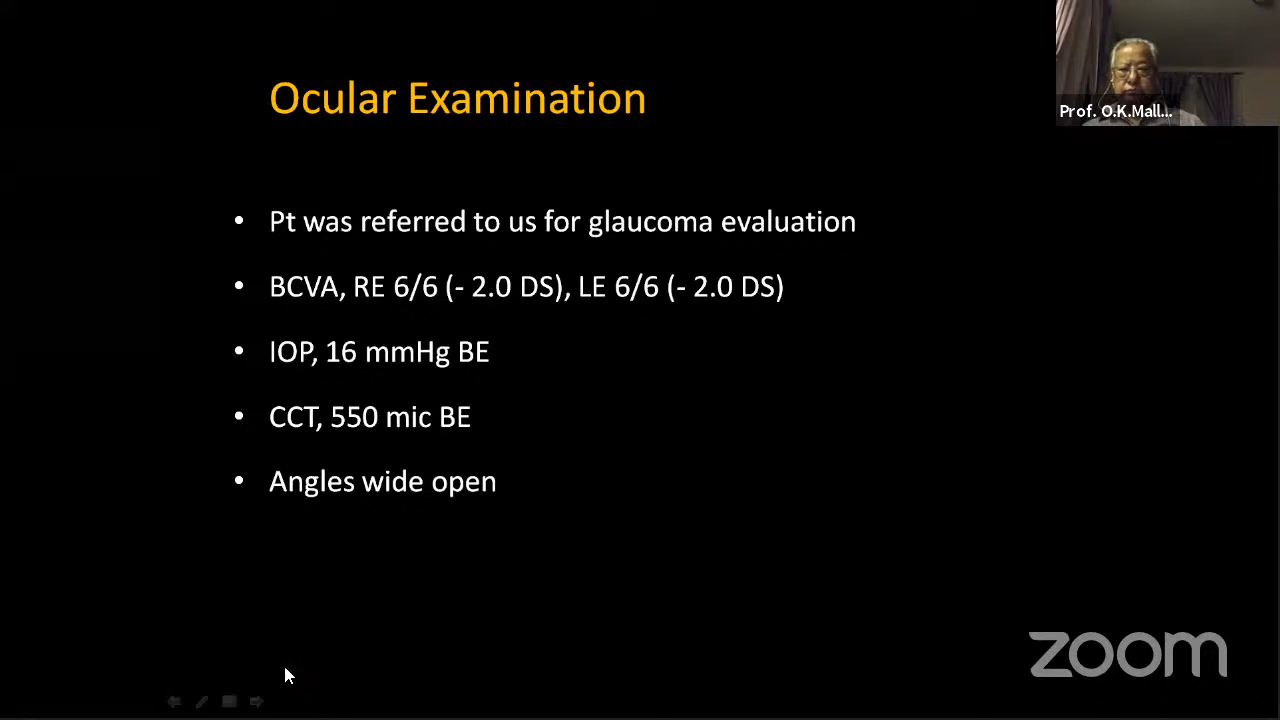 Ocular Examination
Prof. O.K.Mall...
• Pt was referred to us for glaucoma evaluation
• BCVA, RE 6/6 (- 2.0 DS), LE 6/6 (- 2.0 DS)
• IOP, 16 mmHg BE
• CCT, 550 mic BE
• Angles wide open
zoom